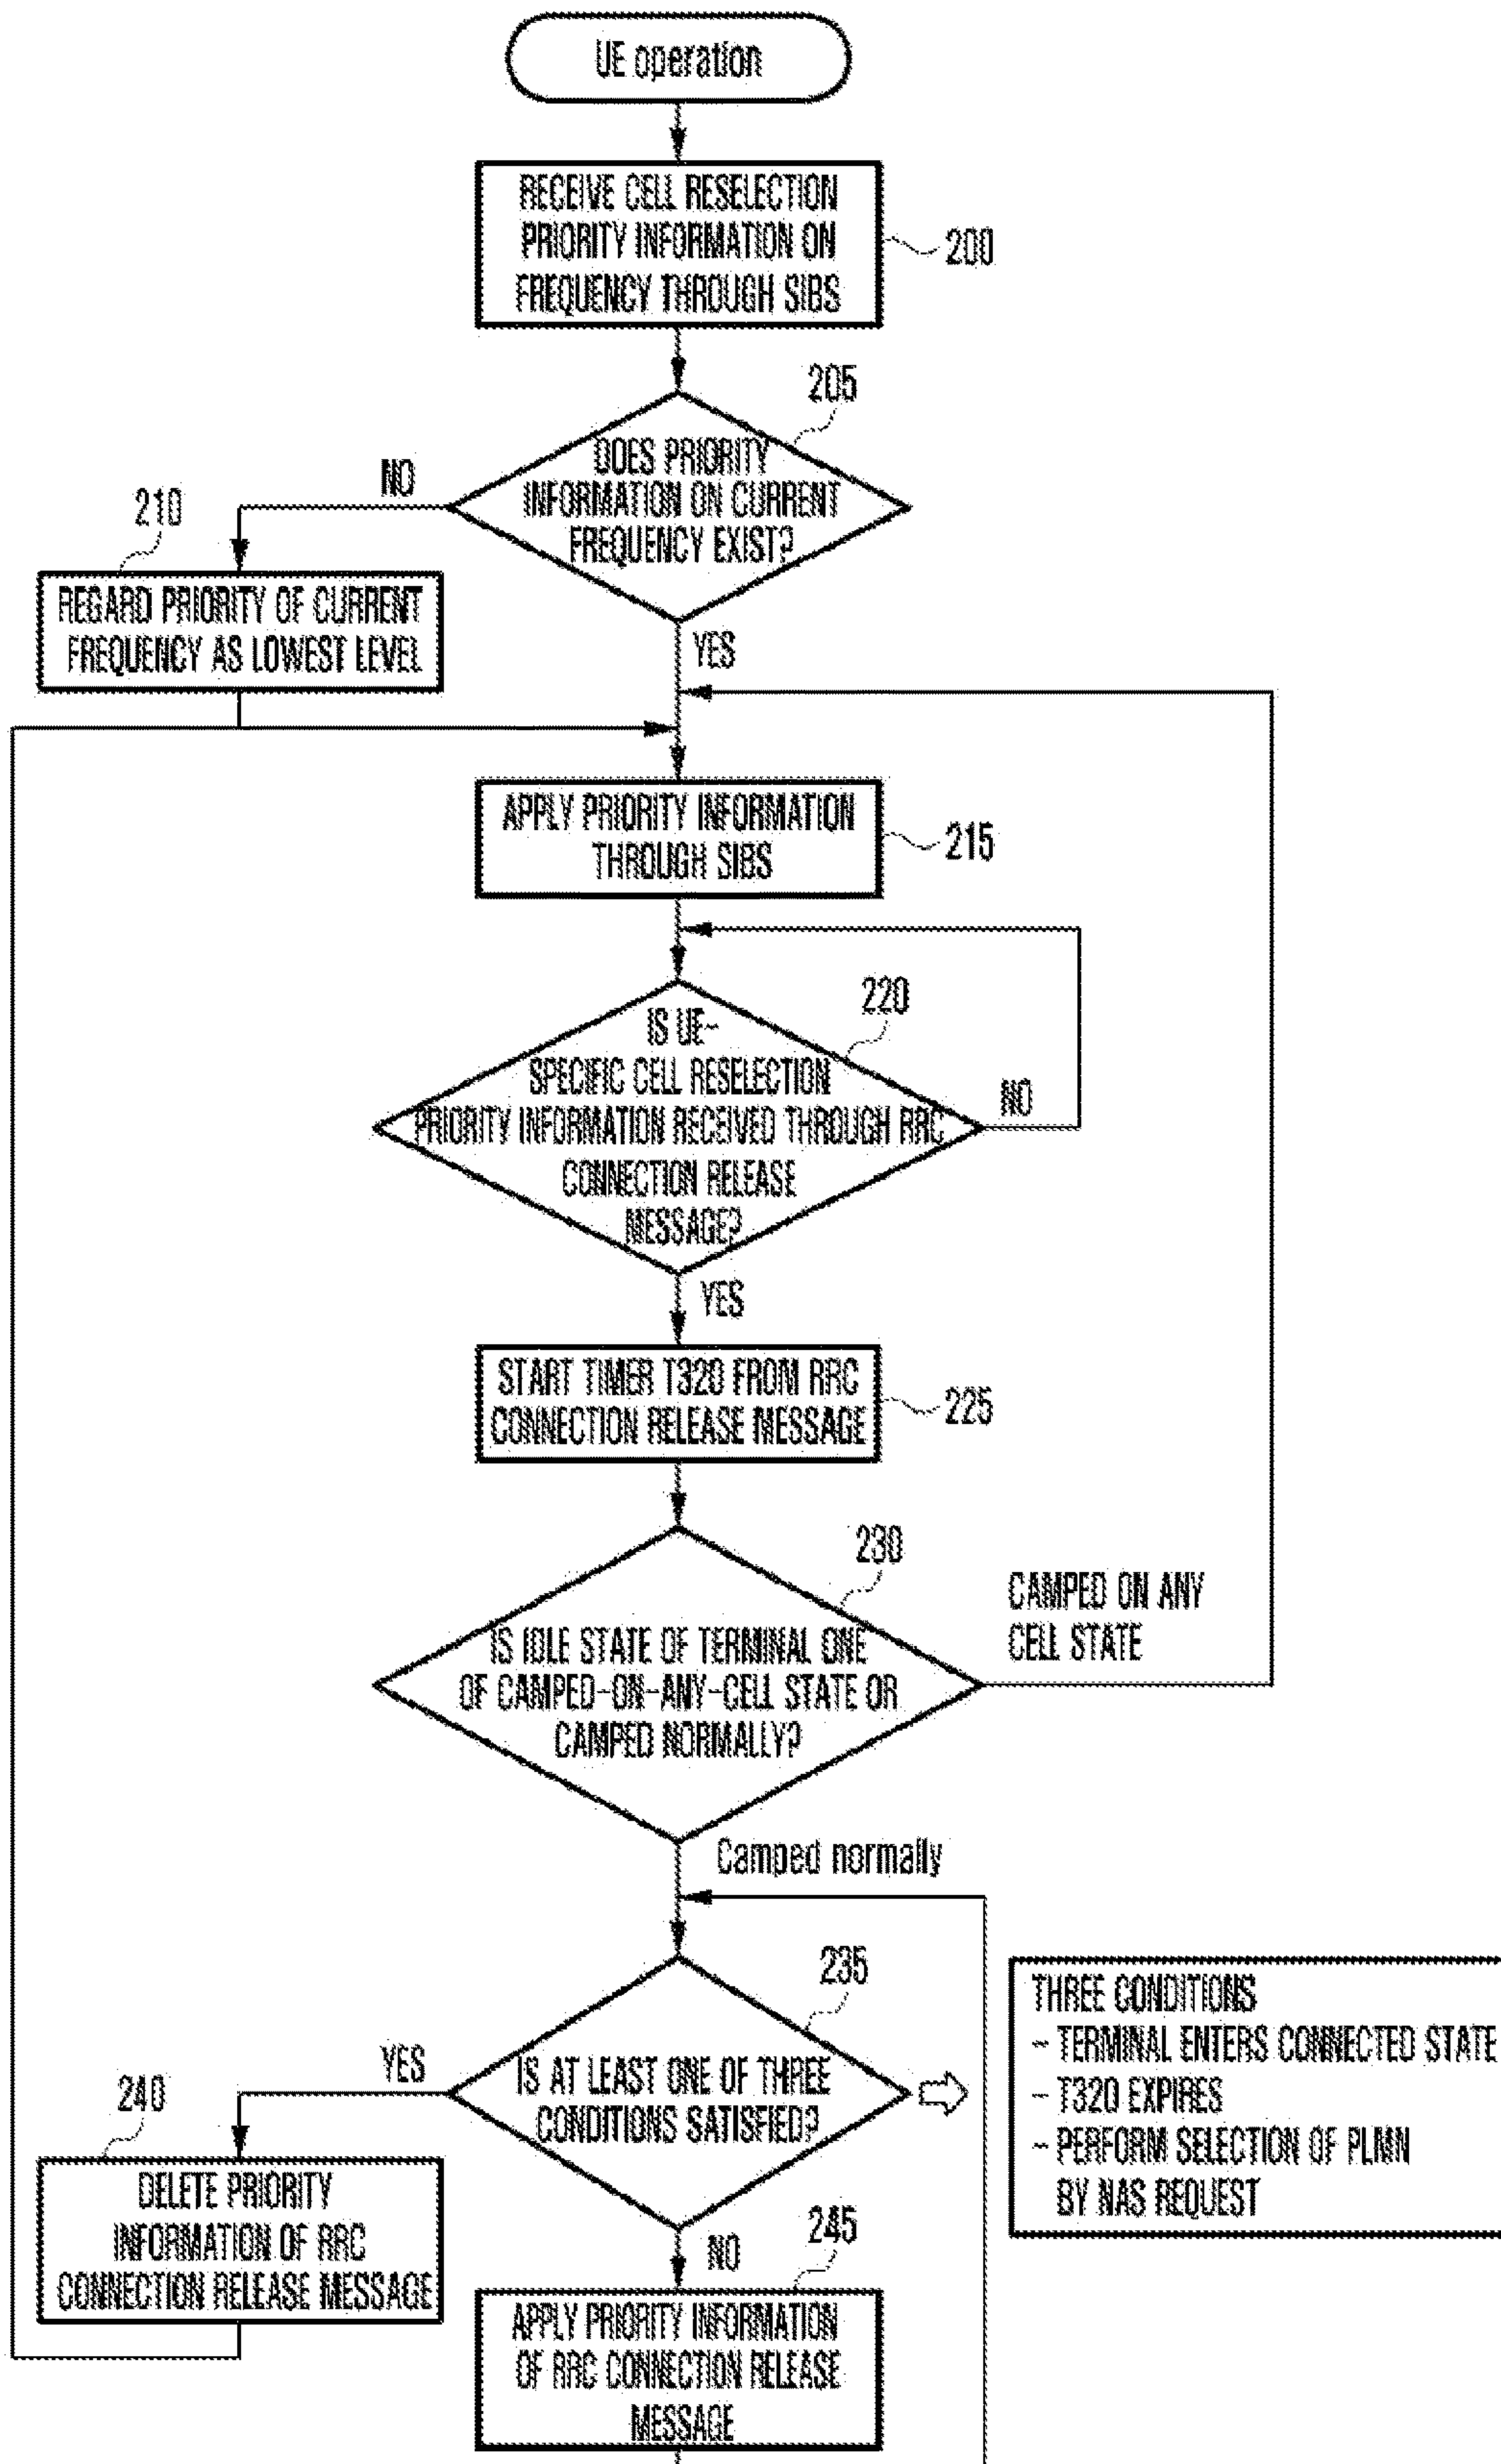 UE operation
RECEIVE CELL RESELECTION
PRIORITY INFORMATION ON
FREQUENCY THROUGH SIBS
200
205
DOES PRIORITY
INFORMATION ON CURRENT
FREQUENCY EXIST?
NO
210
REGARD PRIORITY OF CURRENT
FREQUENCY AS LOWEST LEVEL
YES
APPLY PRIORITY INFORMATION
THROUGH SIBS
215
220
IS UE-
SPECIFIC CELL RESELECTION
PRIORITY INFORMATION RECEIVED THROUGH RRC
CONNECTION RELEASE
MESSAGE?
NO
YES
START TIMER T320 FROM RRC
CONNECTION RELEASE MESSAGE
225
230
IS IDLE STATE OF TERMINAL ONE
OF CAMPED-ON-ANY-CELL STATE OR
CAMPED NORMALLY?
CAMPED ON ANY
CELL STATE
Camped normally
235
IS AT LEAST ONE OF THREE
CONDITIONS SATISFIED?
YES
THREE CONDITIONS
- TERMINAL ENTERS CONNECTED STATE
- T320 EXPIRES
- PERFORM SELECTION OF PLMN
BY NAS REQUEST
240
DELETE PRIORITY
INFORMATION OF RRC
CONNECTION RELEASE MESSAGE
NO
245
APPLY PRIORITY INFORMATION
OF RRC CONNECTION RELEASE
MESSAGE